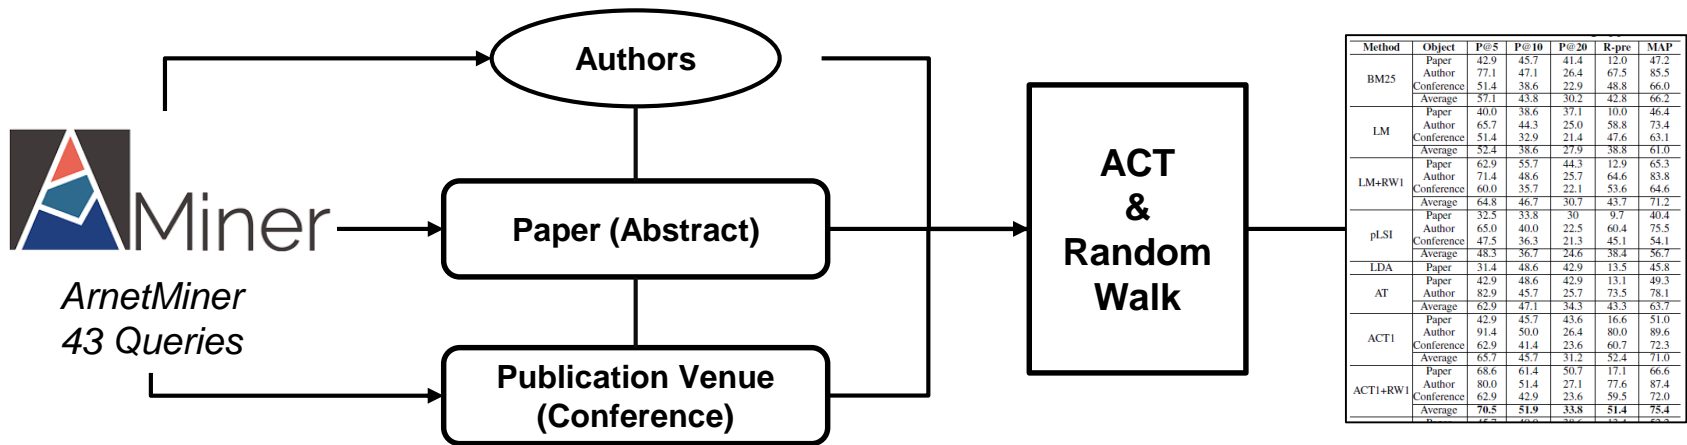 Miner
ArnetMiner
43 Queries
Authors
Paper (Abstract)
Publication Venue
(Conference)
ACT
&
Random
Walk
Method Object P@5 P@10 P@20 R-pre MAP
BM25
Paper 42.9 45.7 41.4 12.0 47.2
Author 77.1 47.1 26.4 67.5 85.5
Conference 51.4 38.6 22.9 48.8 66.0
Average 57.1 43.8 30.2 42.8 66.2
LM
Paper 40.0 38.6 37.1 10.0 46.4
Author 65.7 44.3 25.0 58.8 73.4
Conference 51.4 32.9 21.4 47.6 63.1
Average 52.4 38.6 27.9 38.8 61.0
LM+RW1
Paper 62.9 55.7 44.3 12.9 65.3
Author 71.4 48.6 25.7 64.6 83.8
Conference 60.0 35.7 22.1 53.6 64.6
Average 64.8 46.7 30.7 43.7 71.2
pLSI
Paper 32.5 33.8 30 9.7 40.4
Author 65.0 40.0 22.5 60.4 75.5
Conference 47.5 36.3 21.3 45.1 54.1
Average 48.3 36.7 24.6 38.4 56.7
LDA Paper 31.4 48.6 42.9 13.5 45.8
AT
Paper 42.9 48.6 42.9 13.1 49.3
Author 82.9 45.7 25.7 73.5 78.1
Average 62.9 47.1 34.3 43.3 63.7
ACT1
Paper 42.9 45.7 43.6 16.6 51.0
Author 91.4 50.0 26.4 80.0 89.6
Conference 62.9 41.4 23.6 60.7 72.3
Average 65.7 45.7 31.2 52.4 71.0
ACT1+RW1
Paper 68.6 61.4 50.7 17.1 66.6
Author 80.0 51.4 27.1 77.6 87.4
Conference 62.9 42.9 23.6 59.5 72.0
Average 70.5 51.9 33.8 51.4 75.4